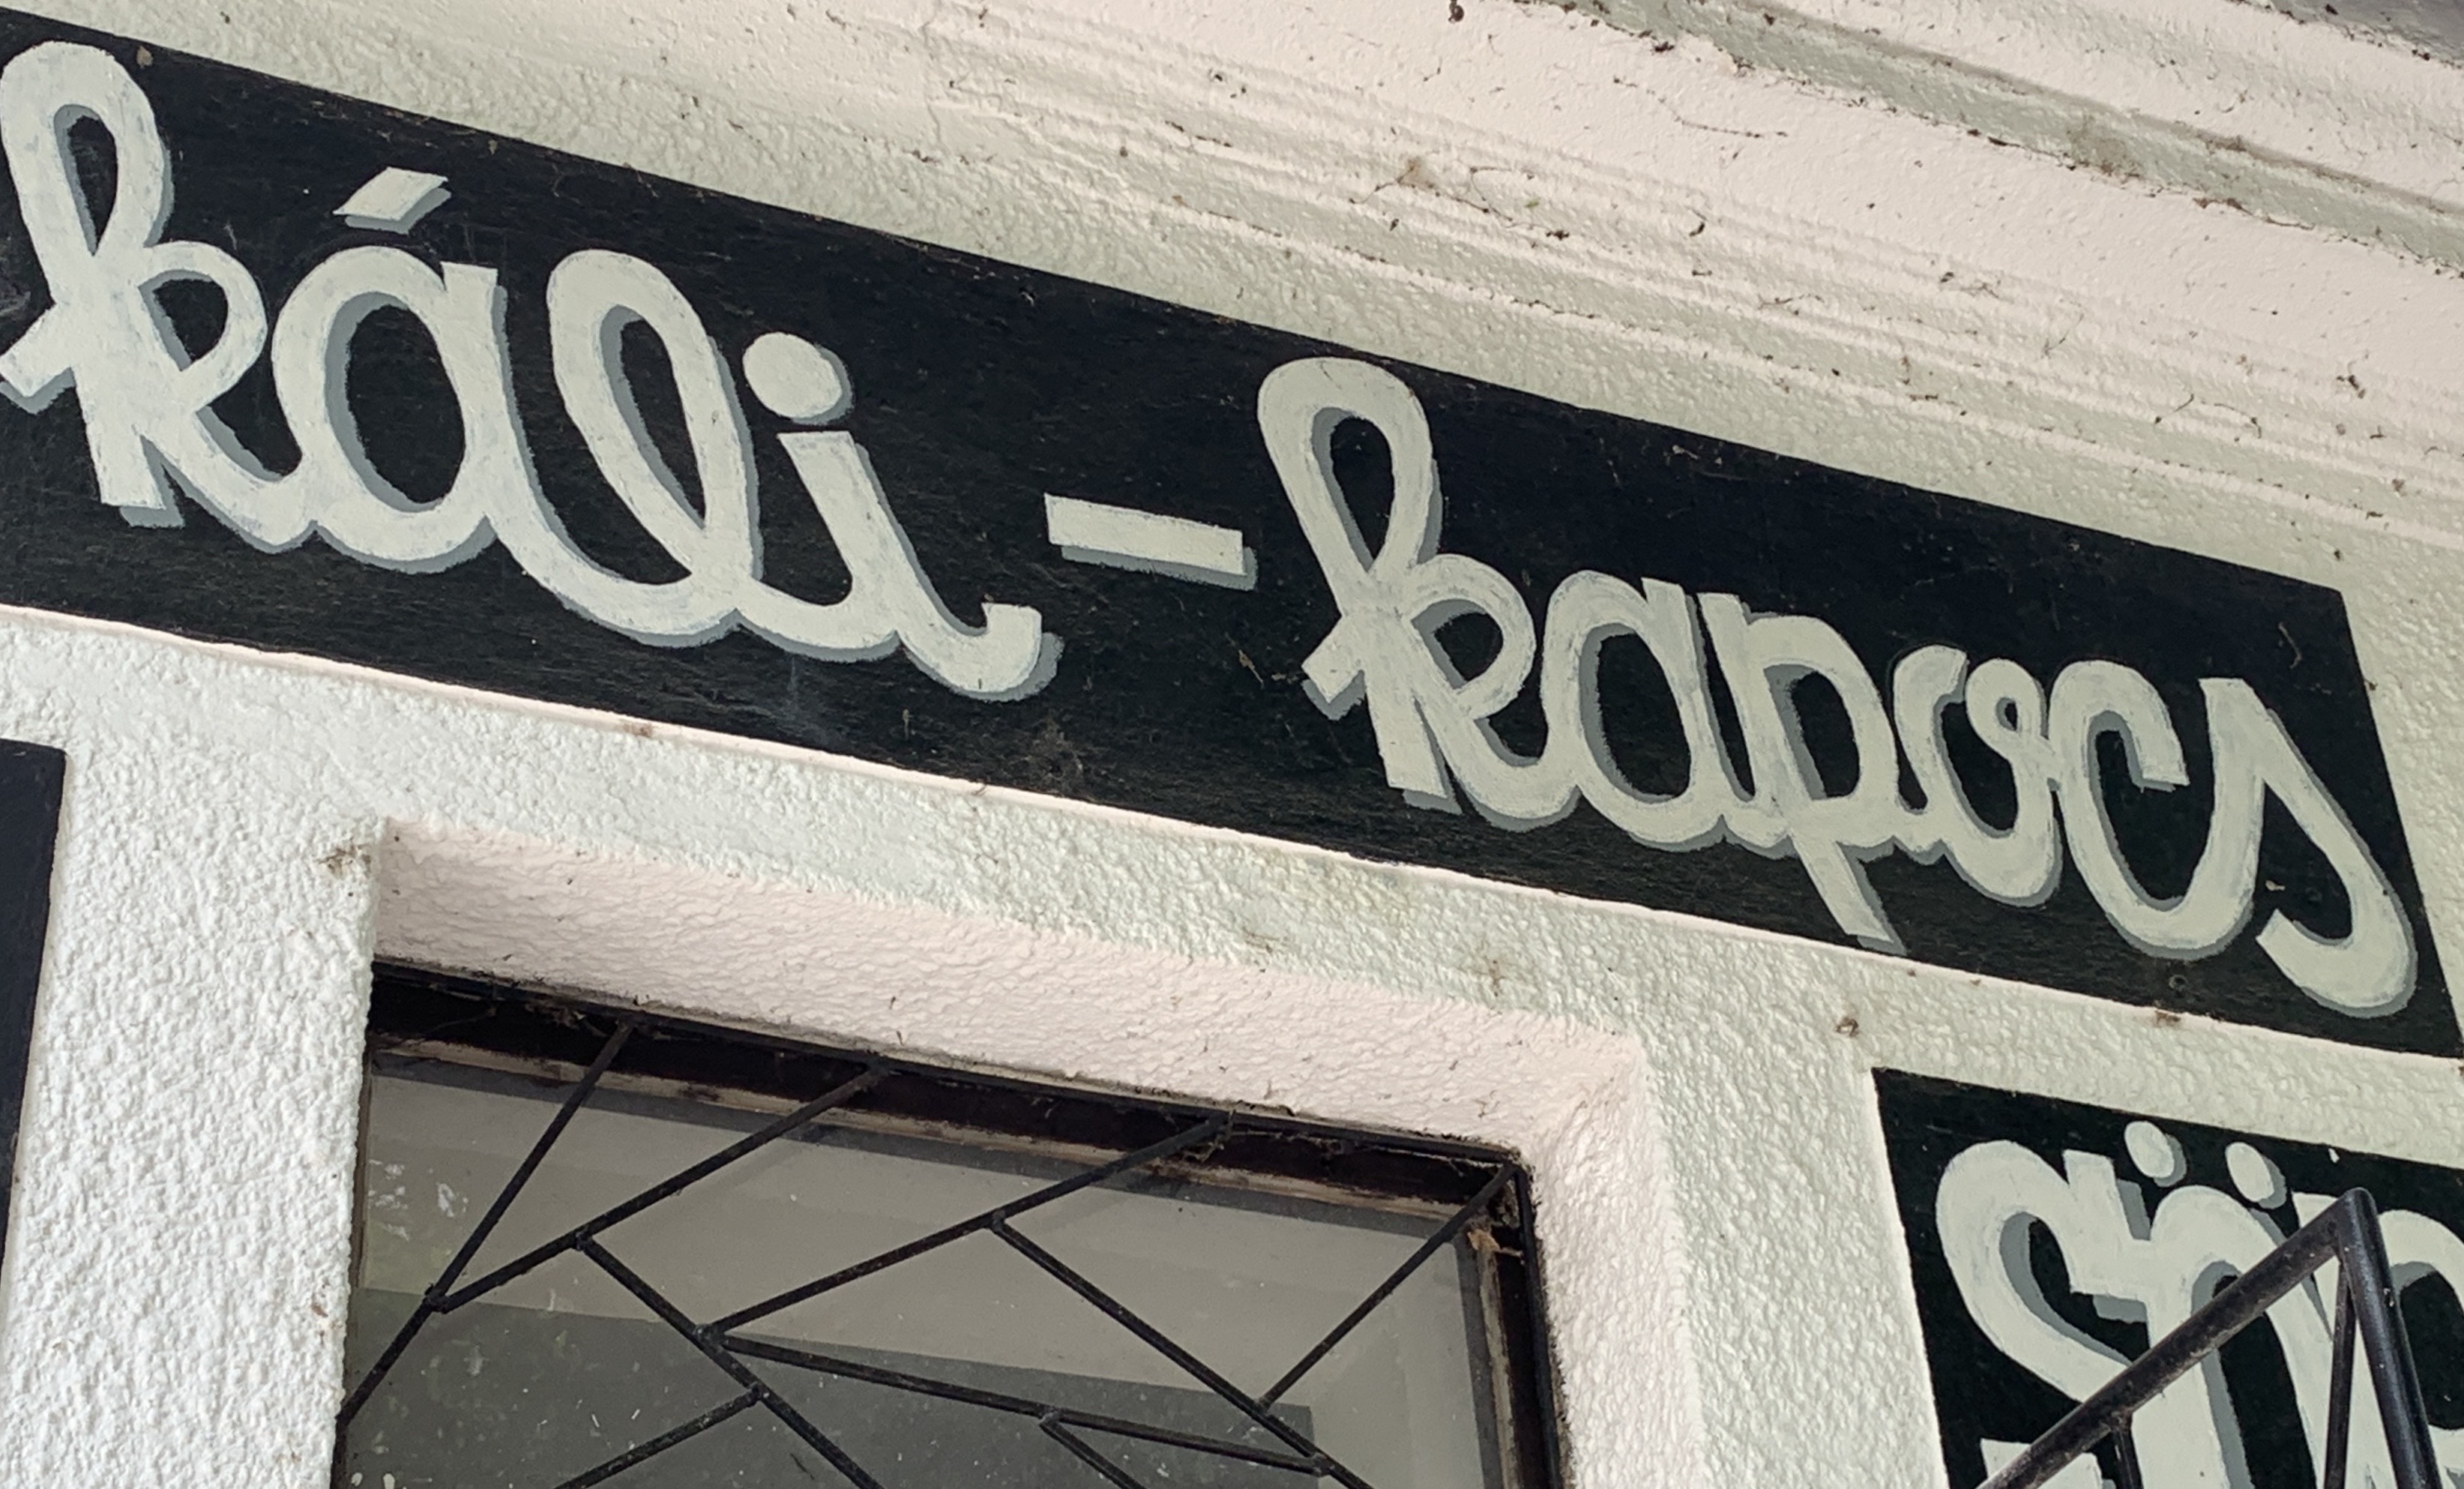 káli - kapocs